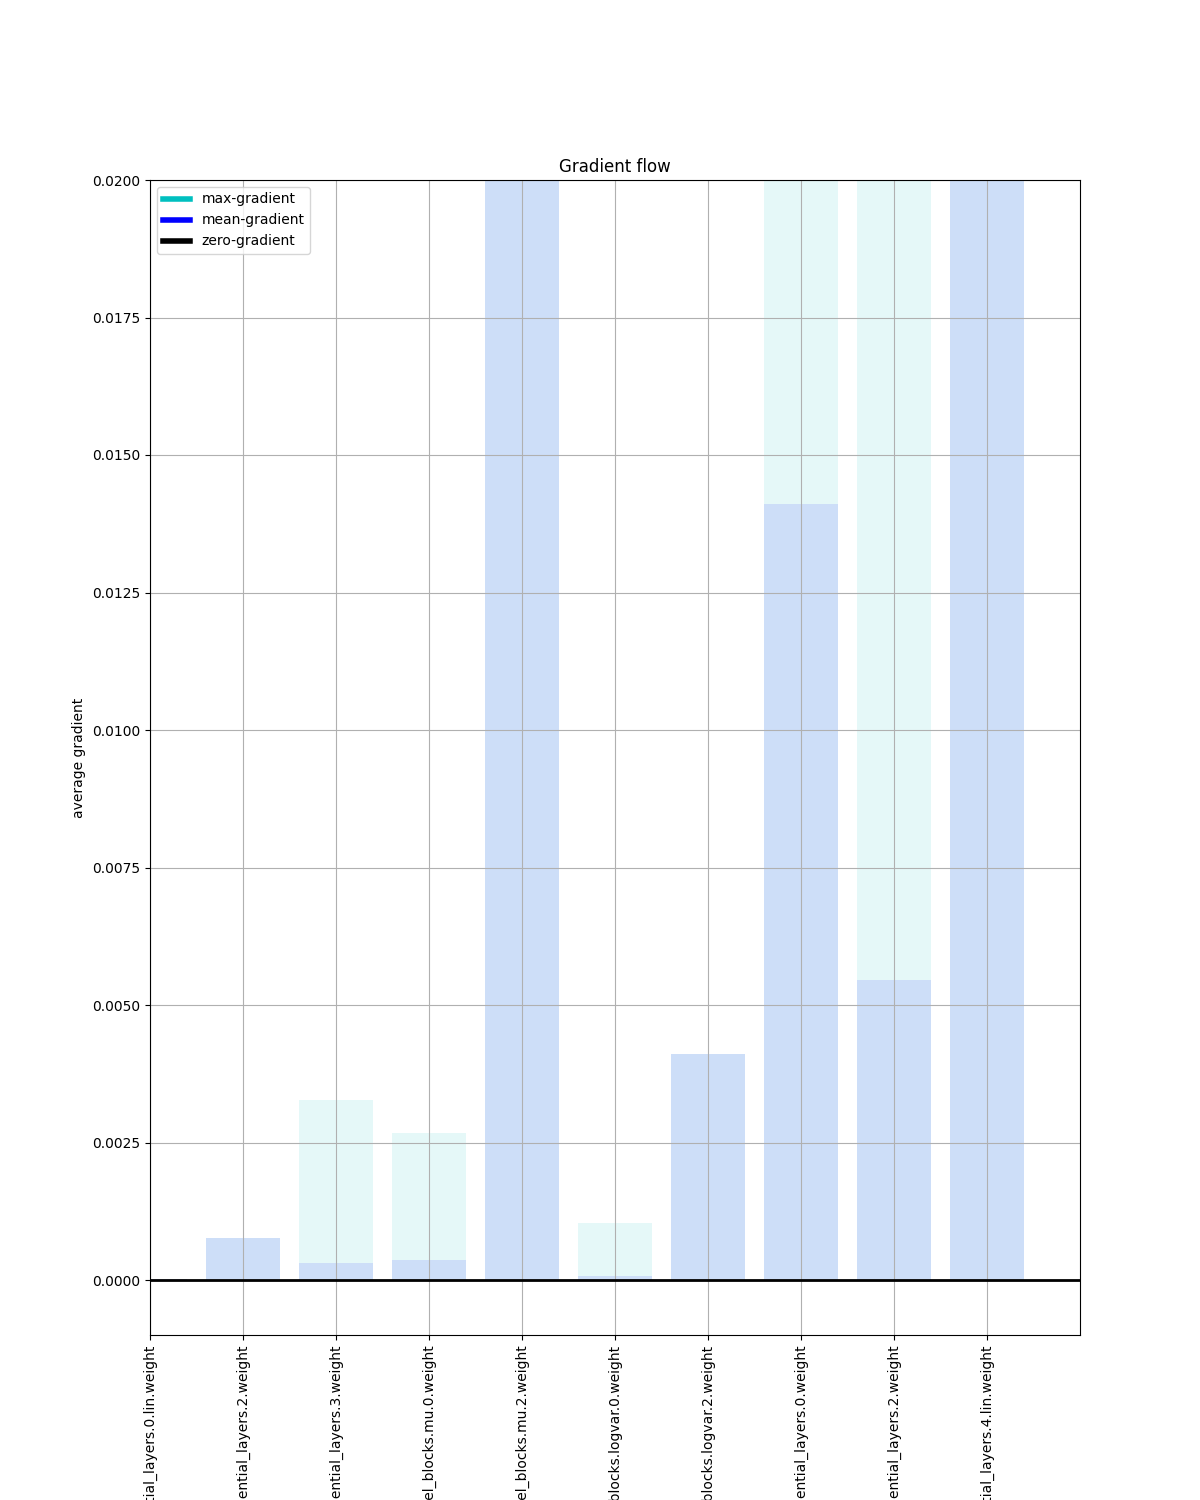 Gradient flow
max-gradient
mean-gradient
zero-gradient
0.0200
0.0175
0.0150
0.0125
0.0100
0.0075
0.0050
0.0025
0.0000
average gradient
tial_layers.0.lin.weight
ential_layers.2.weight
ential_layers.3.weight
el_blocks.mu.0.weight
el_blocks.mu.2.weight
blocks.logvar.0.weight
blocks.logvar.2.weight
ential_layers.0.weight
ential_layers.2.weight
tial_layers.4.lin.weight